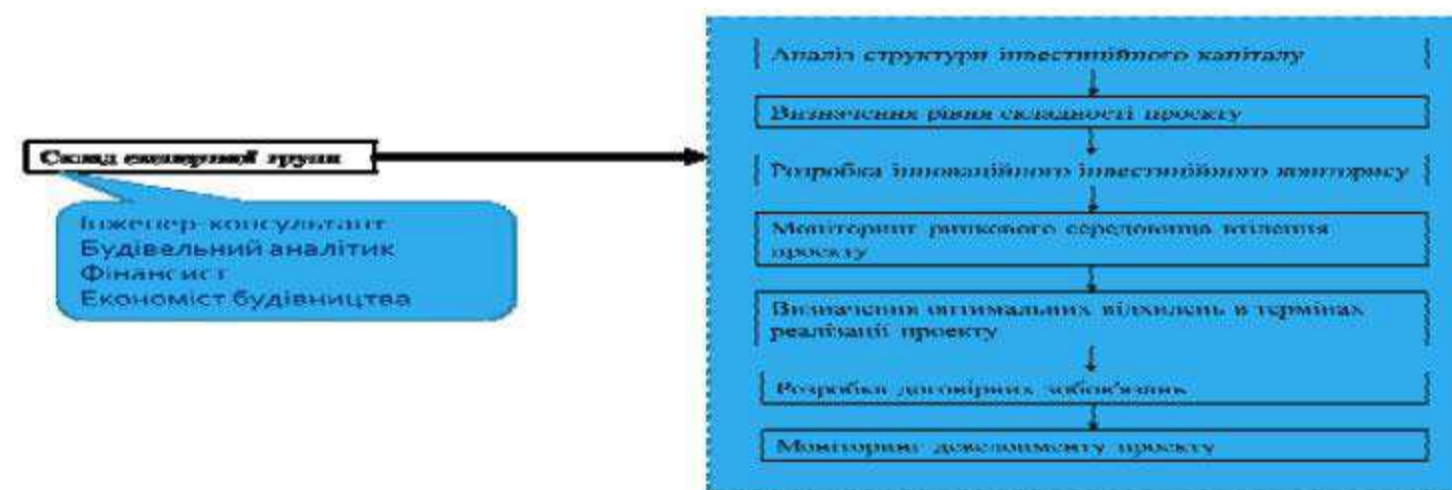 Склад експертної групи
Інженер-консультант
Будівельний аналітик
Фінансист
Економіст будівництва
Аналіз структури інвестиційного капіталу
Визначення рівня складності проекту
Розробка інноваційного інвестиційного
Моніторинг ринкового середовища втілення
проекту
Визначення оптимальних відхилень в термінах
реалізації проекту
Розробка договірних зобов'язань
Моніторинг девелопменту проекту